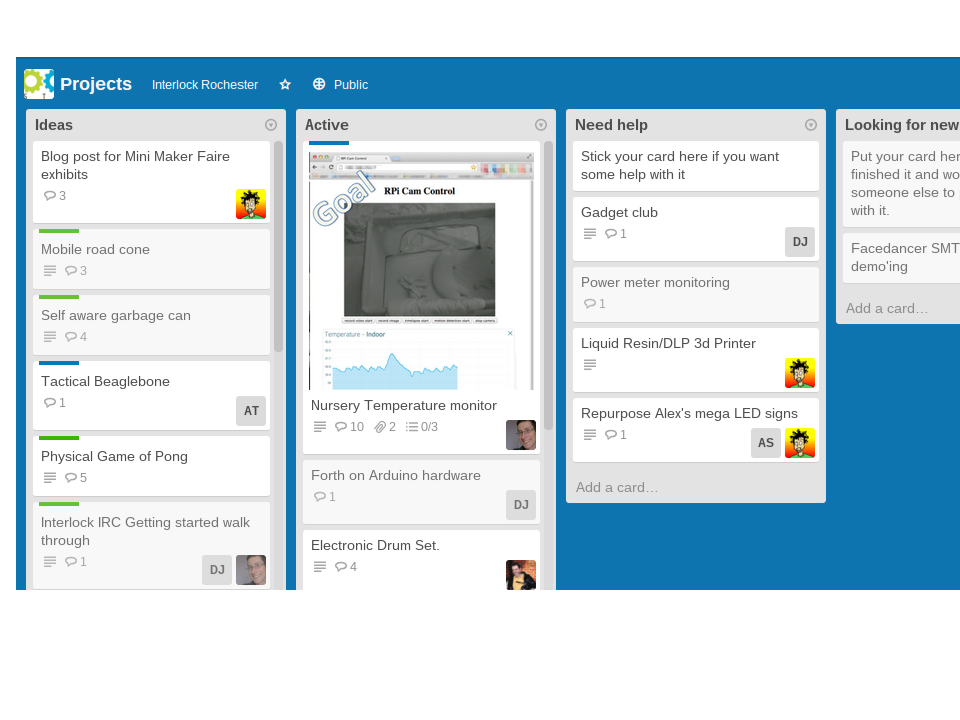 Projects Interlock Rochester Public
Ideas
Blog post for Mini Maker Faire
exhibits
3
Mobile road cone
3
Self aware garbage can
4
Tactical Beaglebone
1
AT
Physical Game of Pong
5
Interlock IRC Getting started walk
through
1
DJ
Active
RPi Cam Control
Goal
RPi Cam Control
Temperature - Indoor
Nursery Temperature monitor
10 2 0/3
Forth on Arduino hardware
1
DJ
Electronic Drum Set.
4
Need help
Stick your card here if you want
some help with it
Gadget club
1
DJ
Power meter monitoring
1
Liquid Resin/DLP 3d Printer
Repurpose Alex's mega LED signs
1
AS
Add a card…
Looking for new
Put your card her
finished it and wo
someone else to
with it.
Facedancer SMT
demo'ing
Add a card…